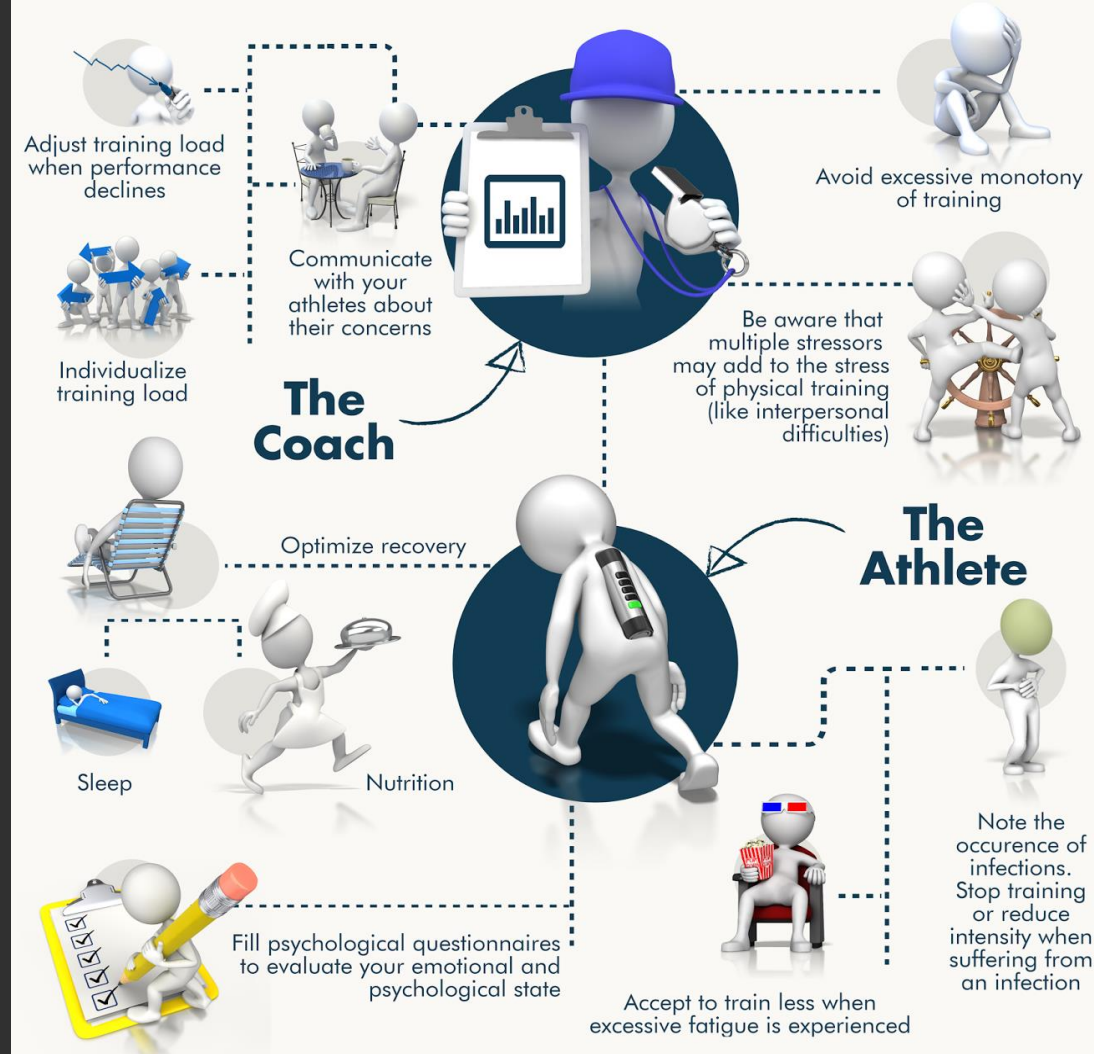 Adjust training load
when performance
declines
Communicate
with your
athletes about
their concerns
Individualize
training load
Avoid excessive monotony
of training
Be aware that
multiple stressors
may add to the stress
of physical training
(like interpersonal
difficulties)
The
Coach
The
Athlete
Optimize recovery
Sleep
Nutrition
Fill psychological questionnaires
to evaluate your emotional and
psychological state
Accept to train less when
excessive fatigue is experienced
Note the
occurence of
infections.
Stop training
or reduce
intensity when
suffering from
an infection